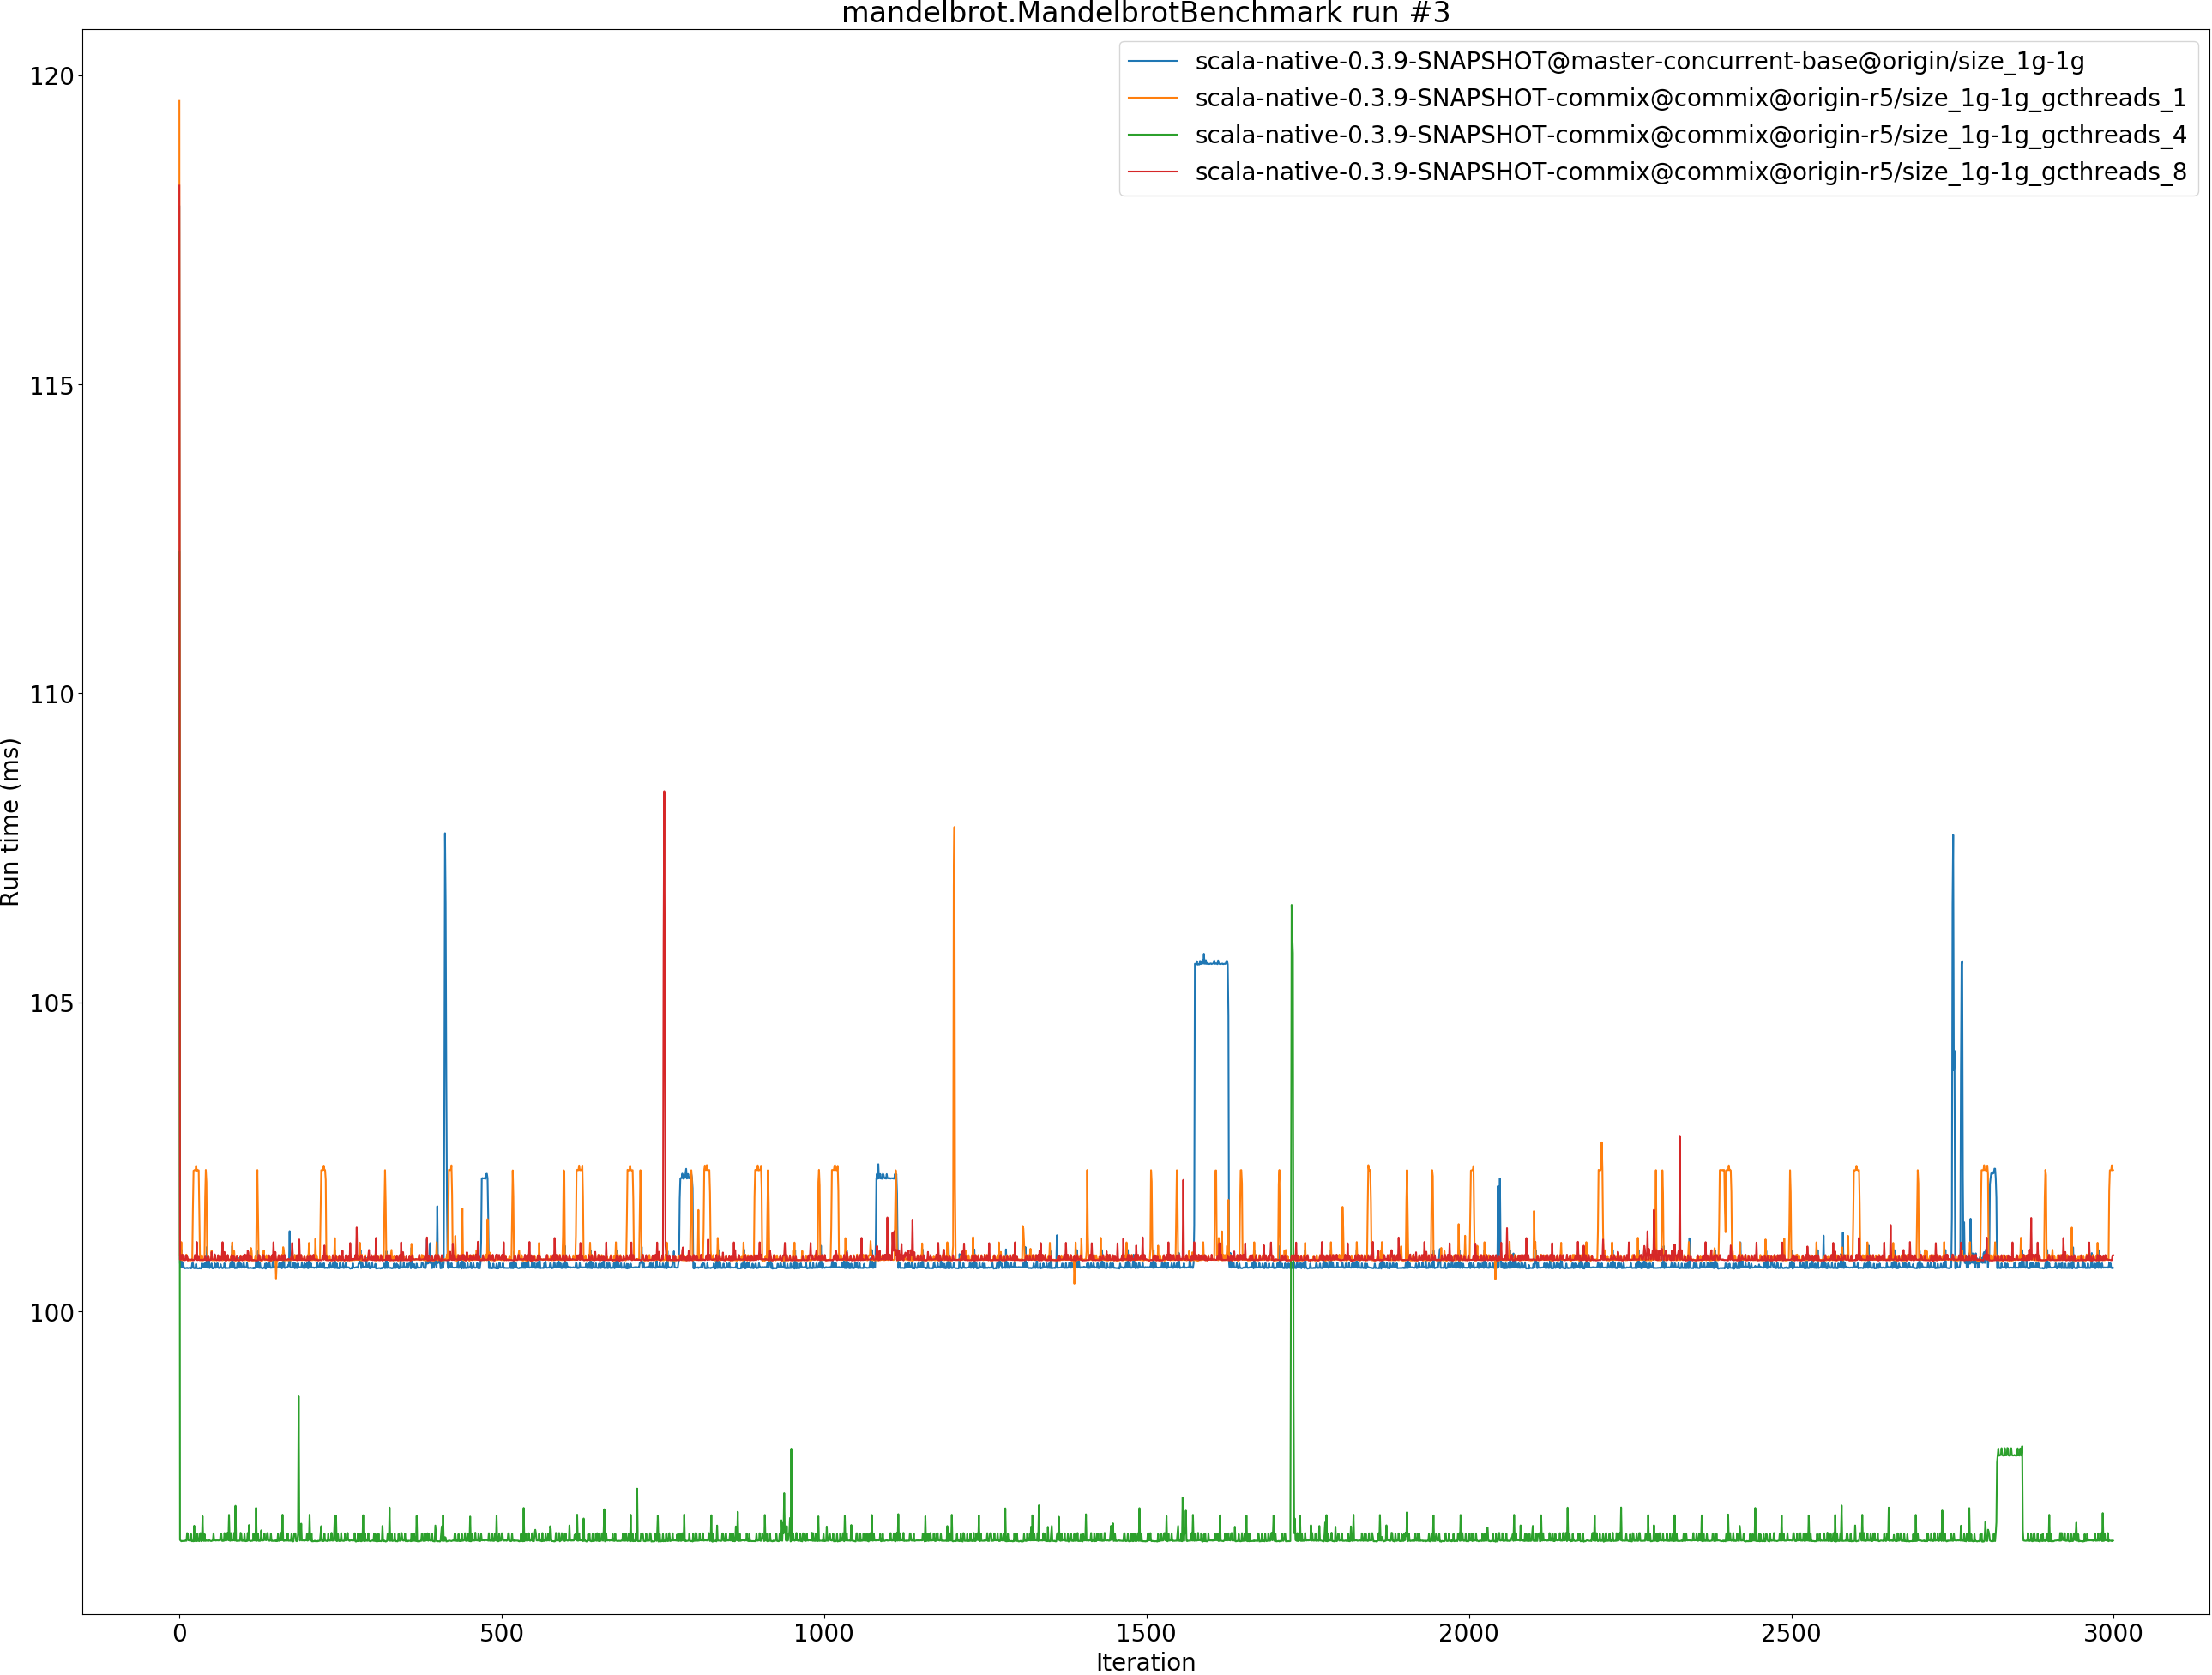 mandelbrot.MandelbrotBenchmark run #3
scala-native-0.3.9-SNAPSHOT@master-concurrent-base@origin/size_1g-1g
scala-native-0.3.9-SNAPSHOT-commix@commix@origin-r5/size_1g-1g_gcthreads_1
scala-native-0.3.9-SNAPSHOT-commix@commix@origin-r5/size_1g-1g_gcthreads_4
scala-native-0.3.9-SNAPSHOT-commix@commix@origin-r5/size_1g-1g_gcthreads_8
120
115
110
105
100
Run time (ms)
0 500 1000 1500 2000 2500 3000
Iteration